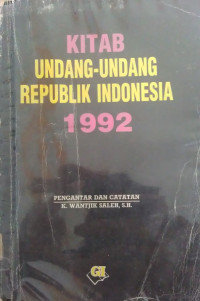 KITAB
UNDANG-UNDANG
REPUBLIK INDONESIA
1992
PENGANTAR DAN CATATAN
K. WANTJIK SALEH, S.H.